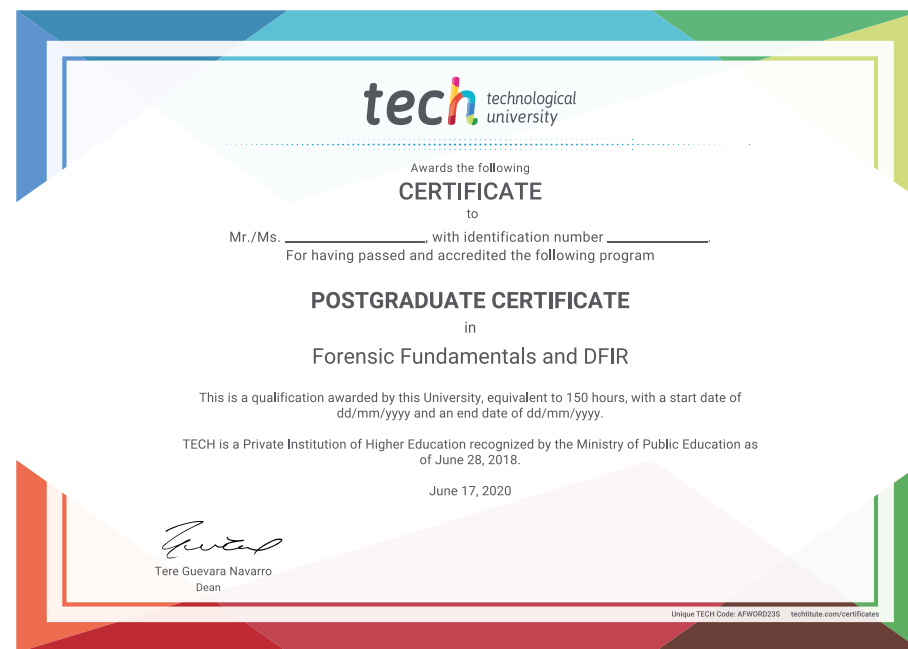 tech technological
university
Awards the following
CERTIFICATE
to
Mr./Ms. ____________________, with identification number ______________.
For having passed and accredited the following program
POSTGRADUATE CERTIFICATE
in
Forensic Fundamentals and DFIR
This is a qualification awarded by this University, equivalent to 150 hours, with a start date of
dd/mm/yyyy and an end date of dd/mm/yyyy.
TECH is a Private Institution of Higher Education recognized by the Ministry of Public Education as
of June 28, 2018.
June 17, 2020
Tere Guevara Navarro
Dean
Unique TECH Code: AFWORD23S techtitute.com/certificates